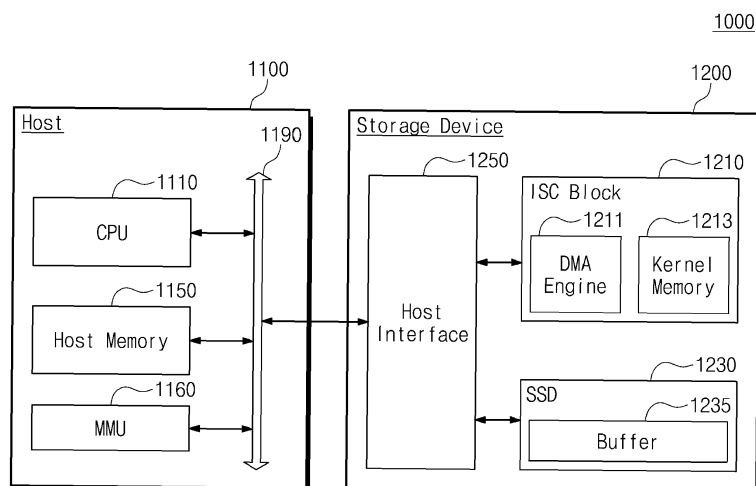 1000
1100
Host
1190
1110
CPU
1150
Host Memory
1160
MMU
1200
Storage Device
1250
Host
Interface
1210
ISC Block
1211
DMA
Engine
1213
Kernel
Memory
1230
SSD
1235
Buffer